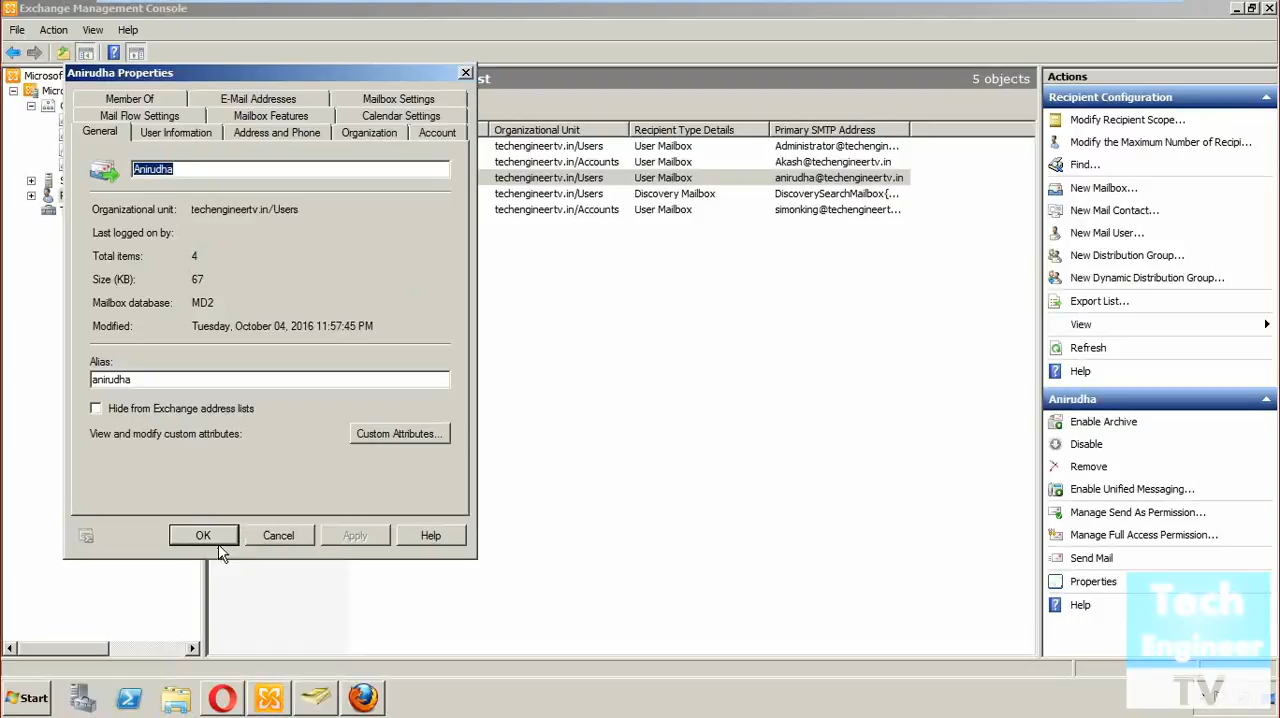 Exchange Management Console
File Action View Help
Anirudha Properties
Member Of E-Mail Addresses Mailbox Settings
Mail Flow Settings Mailbox Features Calendar Settings
General User Information Address and Phone Organization Account
Anirudha
Organizational unit: techengineertv.in/Users
Last logged on by:
Total items: 4
Size (KB): 67
Mailbox database: MD2
Modified: Tuesday, October 04, 2016 11:57:45 PM
Alias:
anirudha
Hide from Exchange address lists
View and modify custom attributes: Custom Attributes...
OK Cancel Apply Help
Microsof
Micr
st 5 objects
Organizational Unit Recipient Type Details Primary SMTP Address
techengineertv.in/Users User Mailbox Administrator@techengin...
techengineertv.in/Accounts User Mailbox Akash@techengineertv.in
techengineertv.in/Users User Mailbox anirudha@techengineertv.in
techengineertv.in/Users Discovery Mailbox DiscoverySearchMailbox{...
techengineertv.in/Accounts User Mailbox simonking@techengineert...
Actions
Recipient Configuration
Modify Recipient Scope...
Modify the Maximum Number of Recipi...
Find...
New Mailbox...
New Mail Contact...
New Mail User...
New Distribution Group...
New Dynamic Distribution Group...
Export List...
View
Refresh
Help
Anirudha
Enable Archive
Disable
Remove
Enable Unified Messaging...
Manage Send As Permission...
Manage Full Access Permission...
Send Mail
Properties
Help
Tech
Engineer
TV
Start